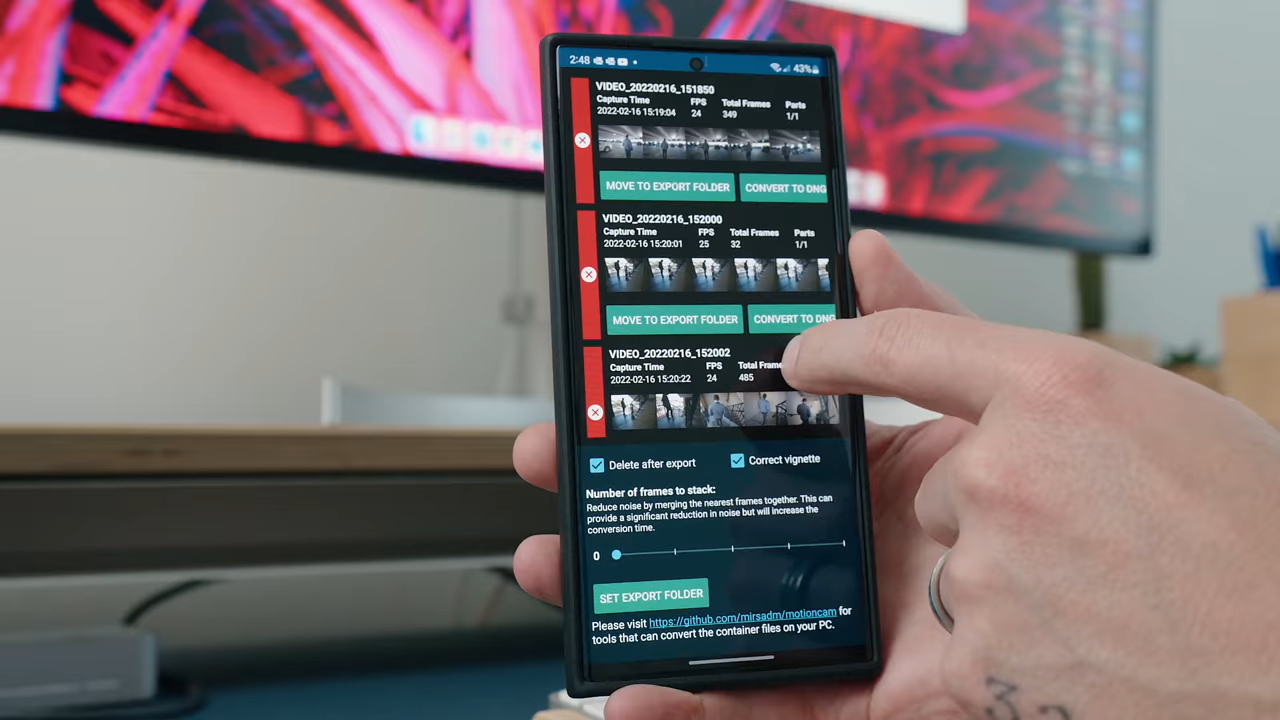 2:48
43%
VIDEO_20220216_151850
Capture Time FPS Total Frames Parts
2022-02-16 15:19:04 24 349 1/1
MOVE TO EXPORT FOLDER CONVERT TO DNG
VIDEO_20220216_152000
Capture Time FPS Total Frames Parts
2022-02-16 15:20:01 25 32 1/1
MOVE TO EXPORT FOLDER CONVERT TO DNG
VIDEO_20220216_152002
Capture Time FPS Total Frame
2022-02-16 15:20:22 24 485
Delete after export Correct vignette
Number of frames to stack:
Reduce noise by merging the nearest frames together. This can
provide a significant reduction in noise but will increase the
conversion time.
0
SET EXPORT FOLDER
Please visit https://github.com/mirsadm/motioncam for
tools that can convert the container files on your PC.